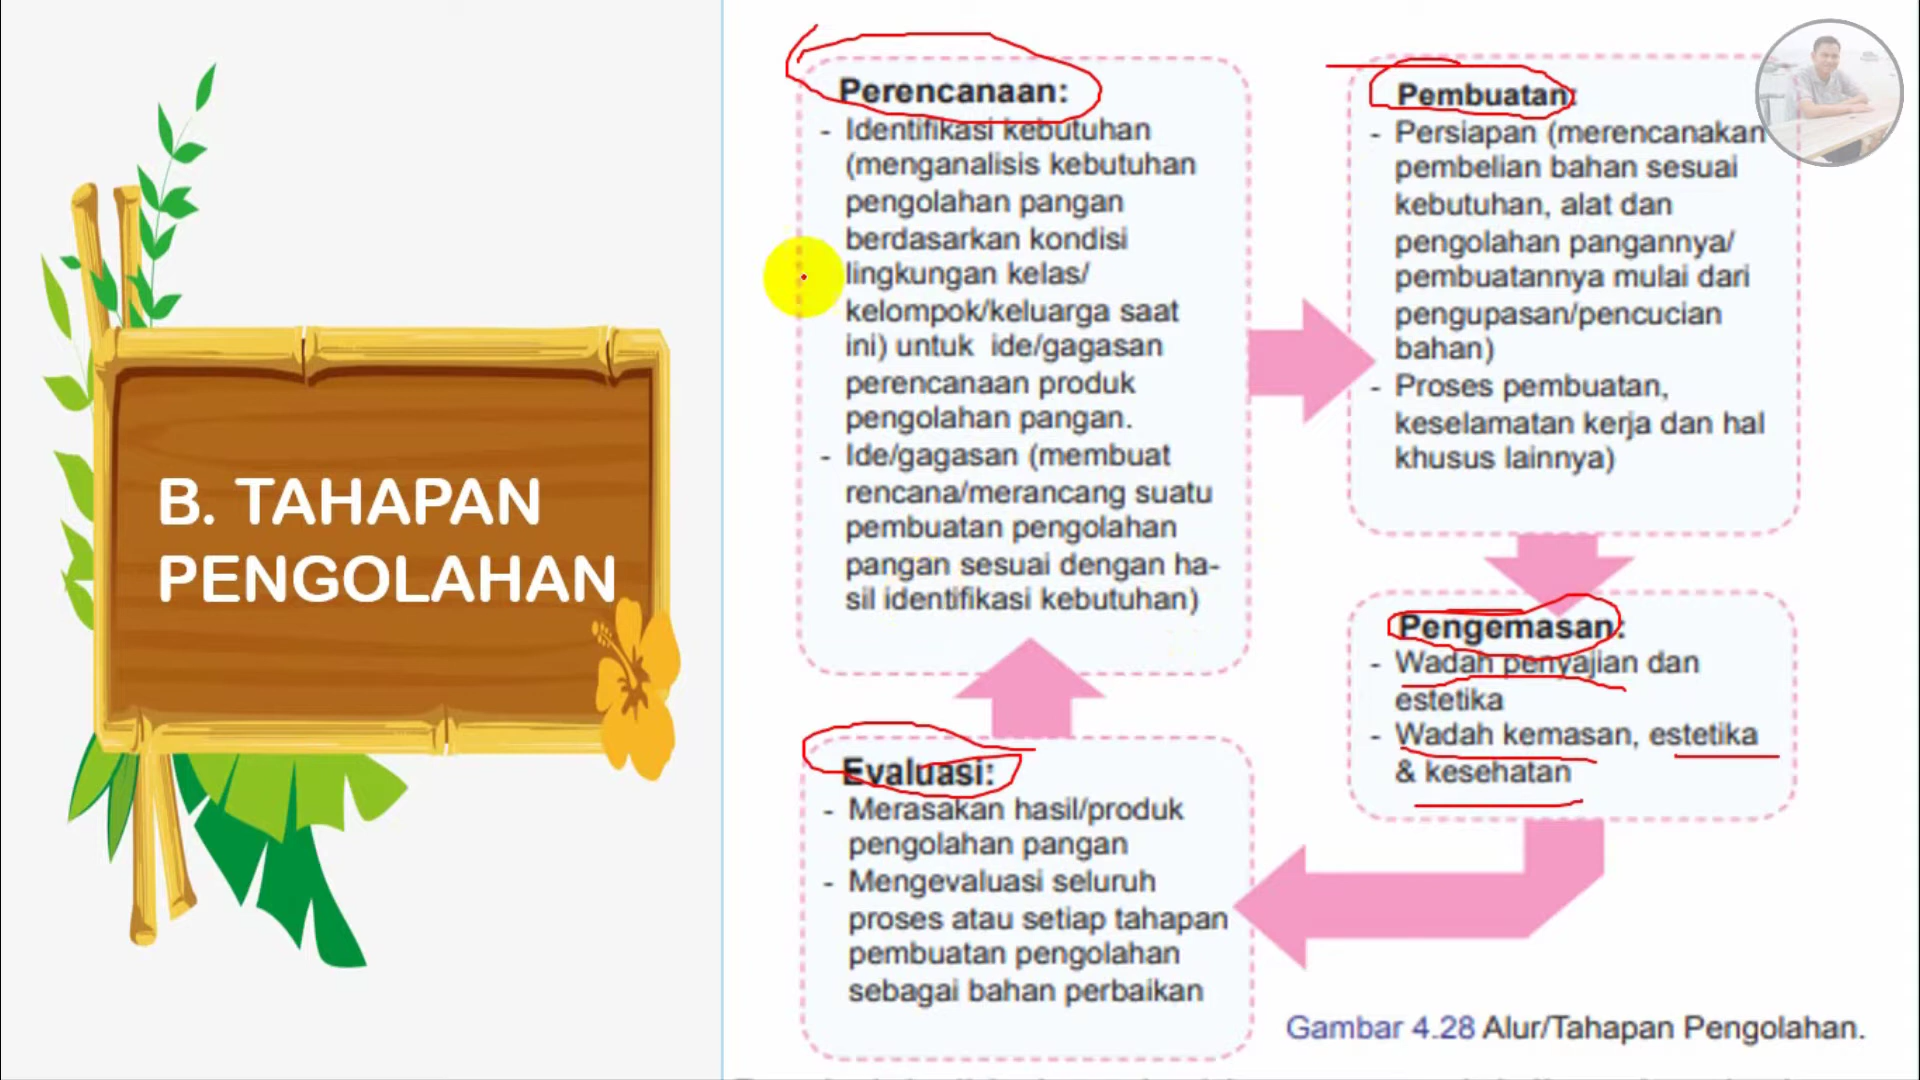 B. TAHAPAN
PENGOLAHAN
Perencanaan:
- Identifikasi kebutuhan
(menganalisis kebutuhan
pengolahan pangan
berdasarkan kondisi
lingkungan kelas/
kelompok/keluarga saat
ini) untuk ide/gagasan
perencanaan produk
pengolahan pangan.
- Ide/gagasan (membuat
rencana/merancang suatu
pembuatan pengolahan
pangan sesuai dengan ha-
sil identifikasi kebutuhan)
Pembuatan:
- Persiapan (merencanakan
pembelian bahan sesuai
kebutuhan, alat dan
pengolahan pangannya/
pembuatannya mulai dari
pengupasan/pencucian
bahan)
- Proses pembuatan,
keselamatan kerja dan hal
khusus lainnya)
Pengemasan:
- Wadah penyajian dan
estetika
- Wadah kemasan, estetika
& kesehatan
Evaluasi:
- Merasakan hasil/produk
pengolahan pangan
- Mengevaluasi seluruh
proses atau setiap tahapan
pembuatan pengolahan
sebagai bahan perbaikan
Gambar 4.28 Alur/Tahapan Pengolahan.